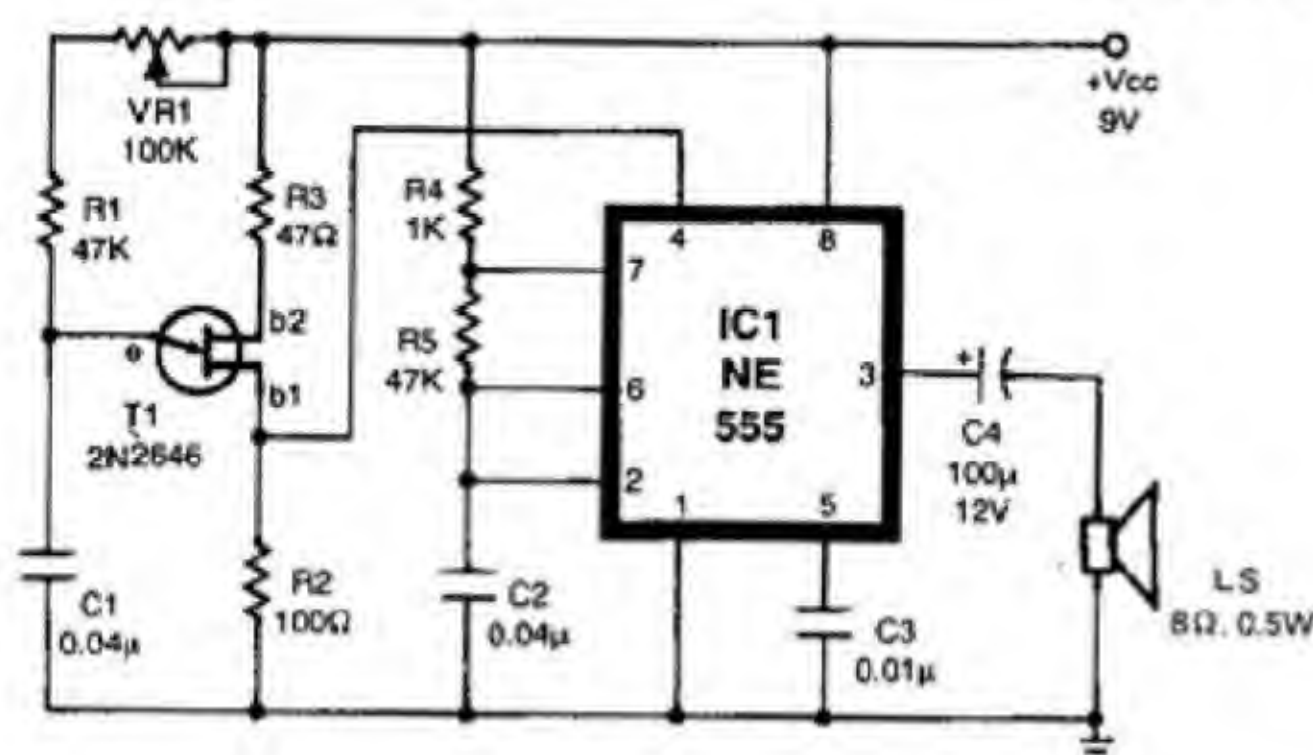 VR1
100K
+Vcc
9V
R1
47K
R3
47Ω
R4
1K
4
8
7
b2
e
b1
T1
2N2646
R5
47K
6
2
IC1
NE
555
3
+
C4
100μ
12V
1
5
C1
0.04μ
R2
100Ω
C2
0.04μ
C3
0.01μ
LS
8Ω, 0.5W